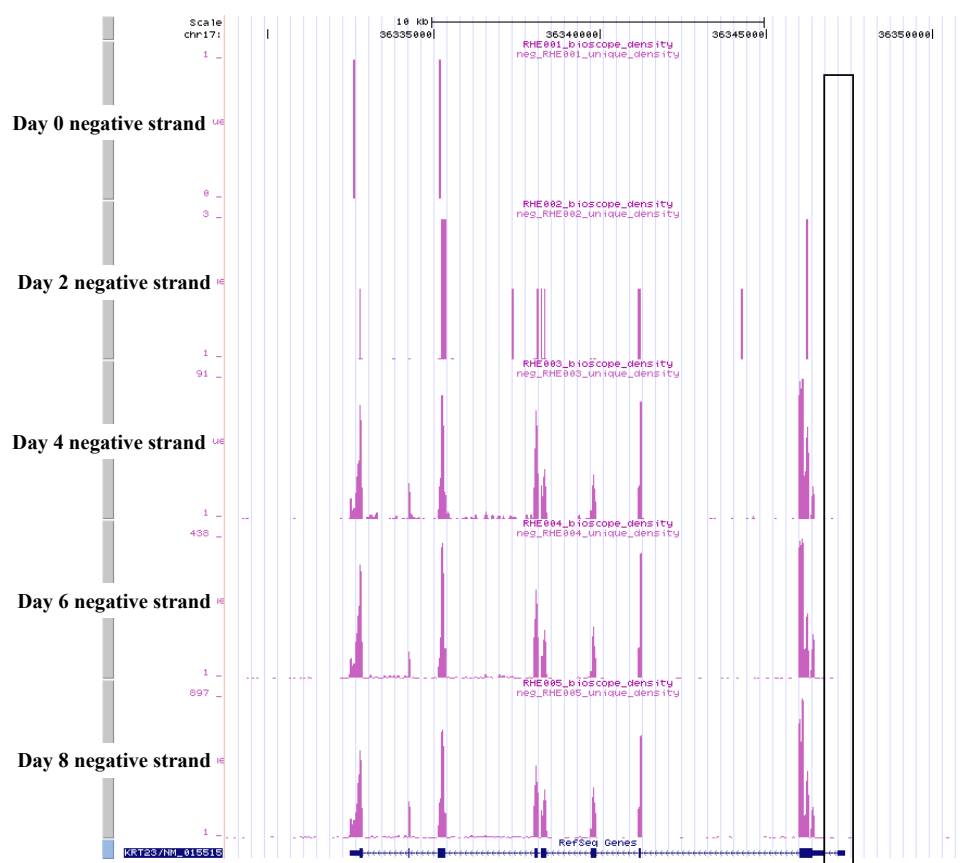 Scale 10 kb
chr17: 36335000 36340000 36345000 36350000
RHE001_bioscope_density
1 _ neg_RHE001_unique_density
Day 0 negative strand
0 _
RHE002_bioscope_density
3 _ neg_RHE002_unique_density
Day 2 negative strand
1 _
RHE003_bioscope_density
91 _ neg_RHE003_unique_density
Day 4 negative strand
1 _
RHE004_bioscope_density
438 _ neg_RHE004_unique_density
Day 6 negative strand
1 _
RHE005_bioscope_density
897 _ neg_RHE005_unique_density
Day 8 negative strand
1 _
RefSeq Genes
KRT23/NM_015515